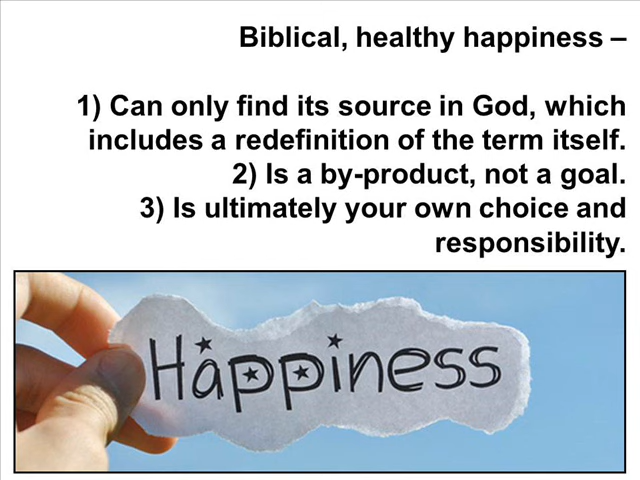 Biblical, healthy happiness –
1) Can only find its source in God, which
includes a redefinition of the term itself.
2) Is a by-product, not a goal.
3) Is ultimately your own choice and
responsibility.
Happiness